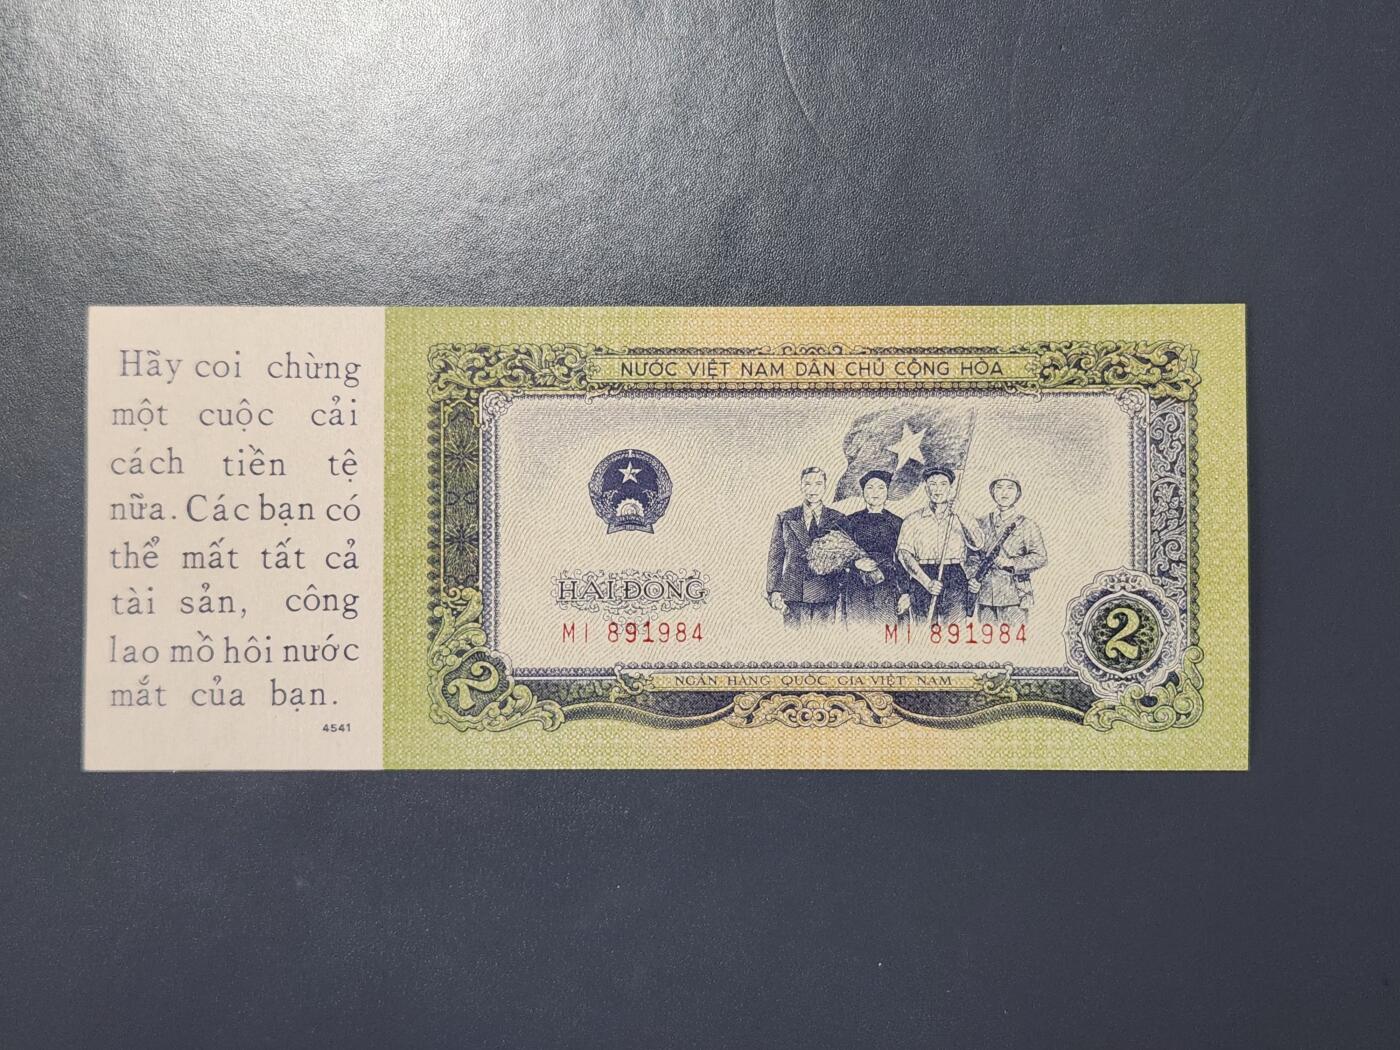 Hãy coi chừng
một cuộc cải
cách tiền tệ
nữa. Các bạn có
thể mất tất cả
tài sản, công
lao mồ hôi nước
mắt của bạn.
4541
NƯỚC VIỆT NAM DÂN CHỦ CỘNG HÒA
HAI ĐỒNG
MI 891984
MI 891984
2
2
NGÂN HÀNG QUỐC GIA VIỆT NAM